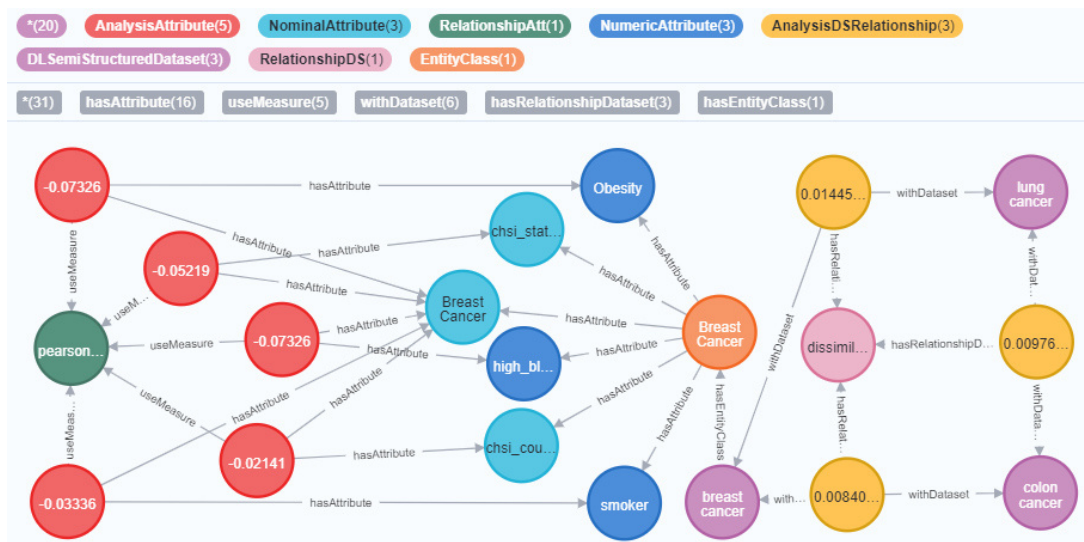 *(20) AnalysisAttribute(5) NominalAttribute(3) RelationshipAtt(1) NumericAttribute(3) AnalysisDSRelationship(3)
DLSemiStructuredDataset(3) RelationshipDS(1) EntityClass(1)
*(31) hasAttribute(16) useMeasure(5) withDataset(6) hasRelationshipDataset(3) hasEntityClass(1)
-0.07326
hasAttribute
Obesity
0.01445...
withDataset
lung
cancer
useMeasure
hasAttribute
hasAttribute
chsi_stat...
hasAttribute
hasAttribute
hasRelati...
withDat...
-0.05219
hasAttribute
useM...
Breast
Cancer
hasAttribute
Breast
Cancer
withDataset
pearson...
useMeasure
-0.07326
hasAttribute
hasAttribute
high_bl...
hasAttribute
dissimil...
hasRelationshipD...
0.00976...
useMeasure
hasAttribute
hasAttribute
hasAttribute
hasAttribute
hasEntityClass
hasRelat...
withData...
useMeas...
-0.02141
hasAttribute
chsi_cou...
-0.03336
hasAttribute
smoker
breast
cancer
with...
0.00840...
withDataset
colon
cancer